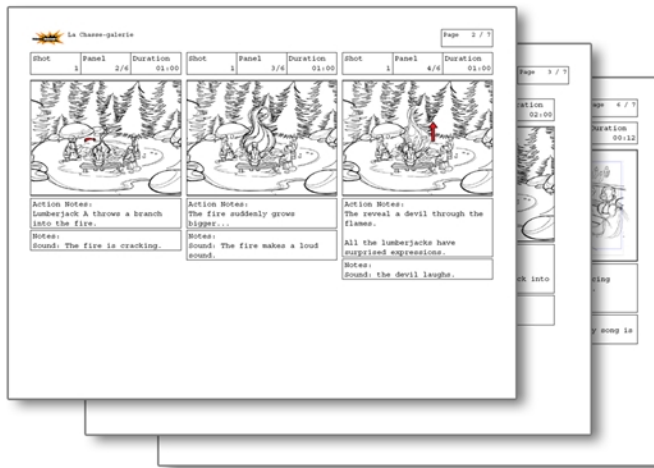 La Chasse-galerie
Page 2 / 7
Shot 1 Panel 2/6 Duration 01:00
Shot 1 Panel 3/6 Duration 01:00
Shot 1 Panel 4/6 Duration 01:00
Action Notes:
Lumberjack A throws a branch
into the fire.
Notes:
Sound: The fire is cracking.
Action Notes:
The fire suddenly grows
bigger...
Notes:
Sound: The fire makes a loud
sound.
Action Notes:
The reveal a devil through the
flames.
All the lumberjacks have
surprised expressions.
Notes:
Sound: the devil laughs.
Page 3 / 7
ration
02:00
ck into
age 6 / 7
Duration
00:12
cing
y song is